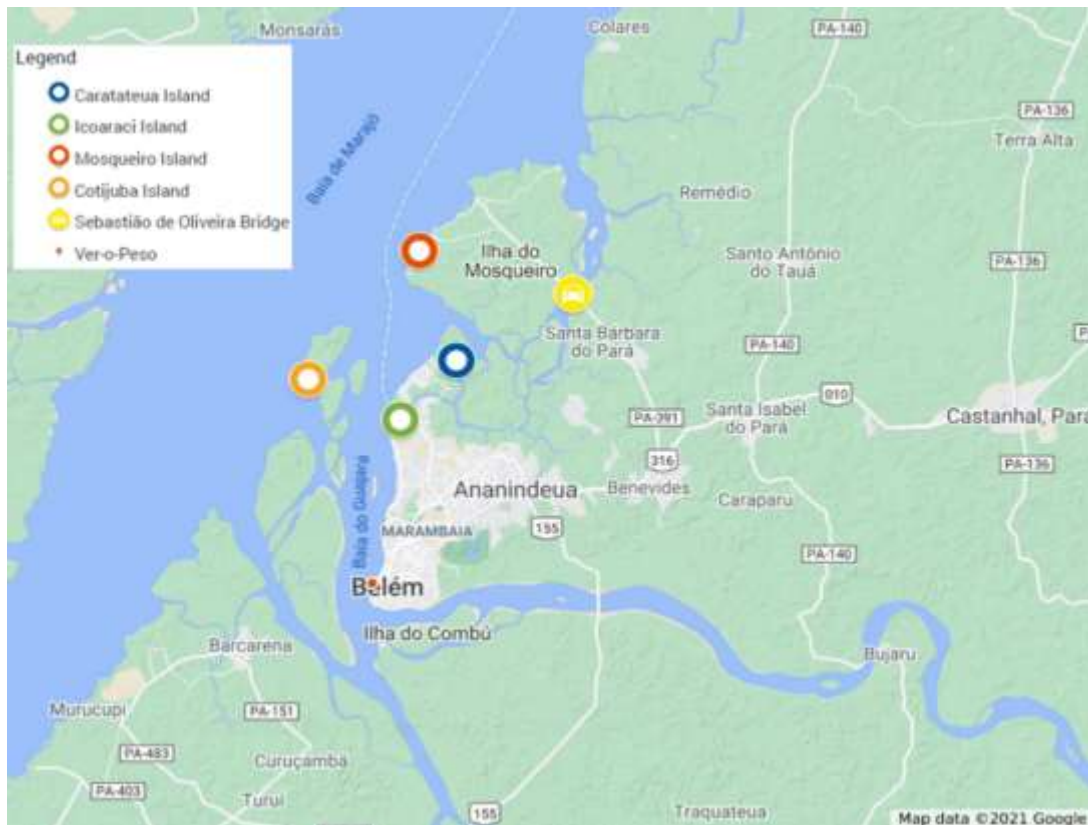 Monsarás
Colares
PA-140
Legend
Caratateua Island
Icoaraci Island
Mosqueiro Island
Cotijuba Island
Sebastião de Oliveira Bridge
Ver-o-Peso
Baía de Marajó
PA-136
Terra Alta
Remédio
Ilha do
Mosqueiro
Santo António
do Tauá
PA-136
Santa Bárbara
do Pará
PA-140
PA-391
Santa Isabel
do Pará
010
Castanhal, Pará
316
PA-136
Ananindeua
Benevides
Caraparu
Baía do Guajará
MARAMBAIA
155
PA-140
Belém
Ilha do Combú
Barcarena
Bujaru
Murucupi
PA-151
PA-483
Curuçamba
PA-403
Turui
155
Traquateua
Map data ©2021 Google